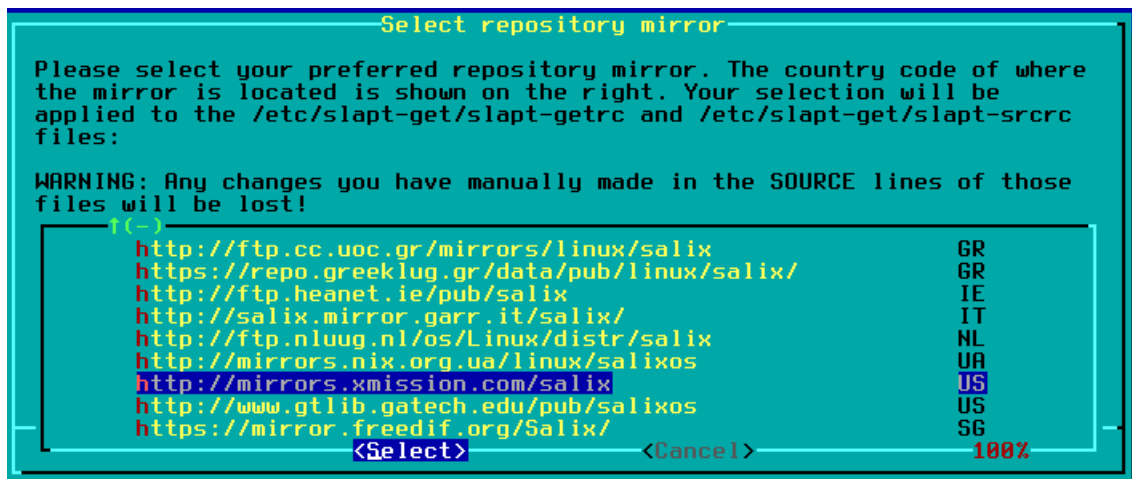 Select repository mirror
Please select your preferred repository mirror. The country code of where
the mirror is located is shown on the right. Your selection will be
applied to the /etc/slapt-get/slapt-getrc and /etc/slapt-get/slapt-srcrc
files:
WARNING: Any changes you have manually made in the SOURCE lines of those
files will be lost!
↑(-)
http://ftp.cc.uoc.gr/mirrors/linux/salix GR
https://repo.greeklug.gr/data/pub/linux/salix/ GR
http://ftp.heanet.ie/pub/salix IE
http://salix.mirror.garr.it/salix/ IT
http://ftp.nluug.nl/os/Linux/distr/salix NL
http://mirrors.nix.org.ua/linux/salixos UA
http://mirrors.xmission.com/salix US
http://www.gtlib.gatech.edu/pub/salixos US
https://mirror.freedif.org/Salix/ SG
<Select> <Cancel> 100%